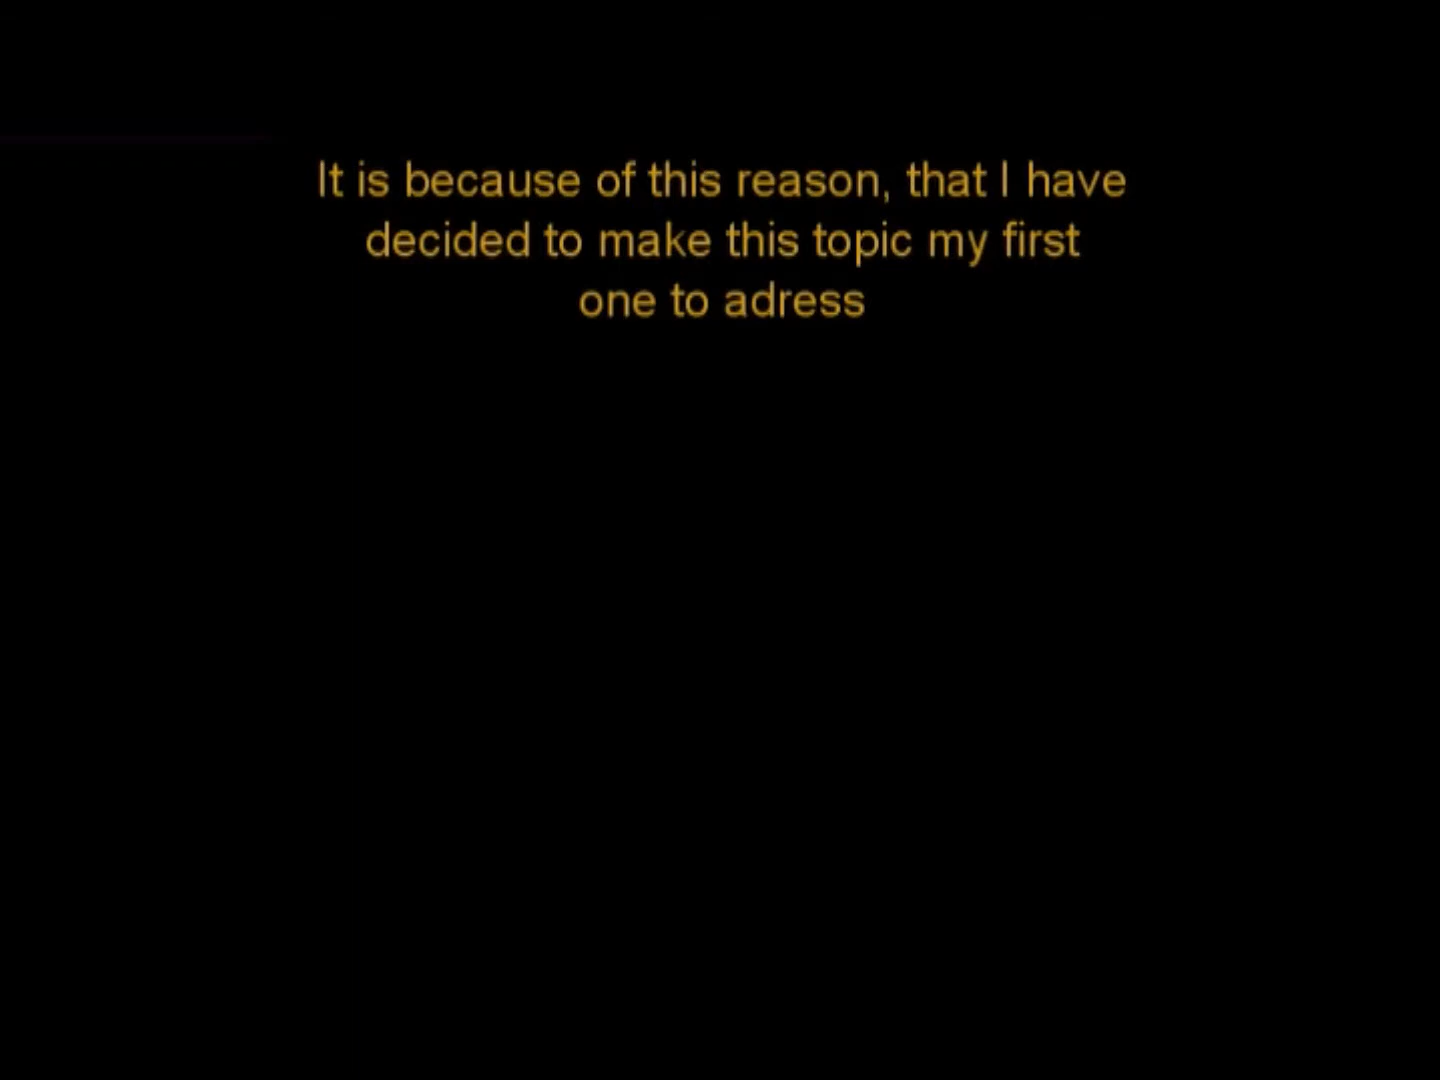 It is because of this reason, that I have
decided to make this topic my first
one to adress